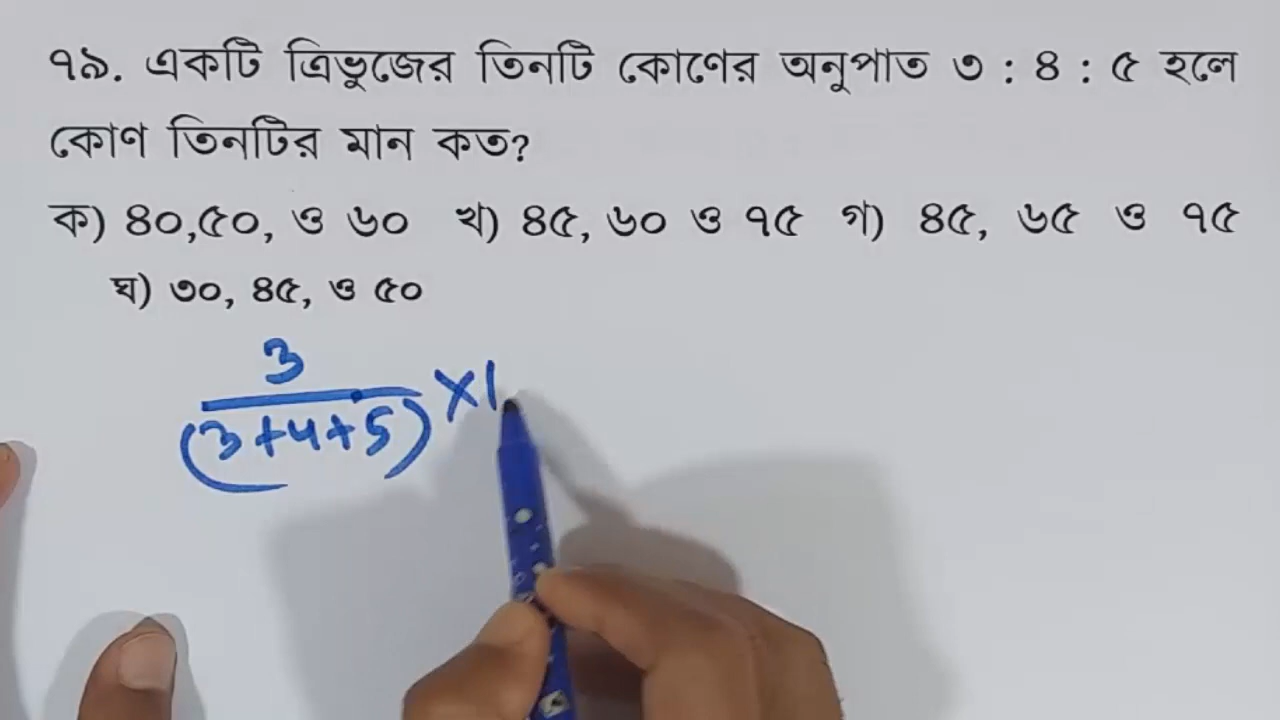 ৭৯. একটি ত্রিভুজের তিনটি কোণের অনুপাত ৩ : ৪ : ৫ হলে
কোণ তিনটির মান কত?
ক) ৪০,৫০, ও ৬০ খ) ৪৫, ৬০ ও ৭৫ গ) ৪৫, ৬৫ ও ৭৫
ঘ) ৩০, ৪৫, ও ৫০
3
(3+4+5) ×1